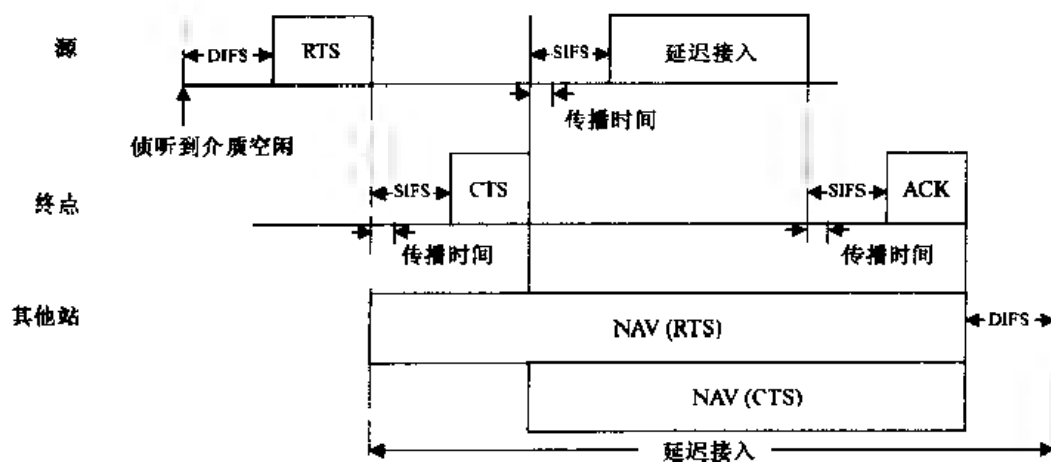 源
DIFS
RTS
SIFS
延迟接入
传播时间
侦听到介质空闲
终点
SIFS
CTS
SIFS
ACK
传播时间
传播时间
其他站
NAV (RTS)
DIFS
NAV (CTS)
延迟接入